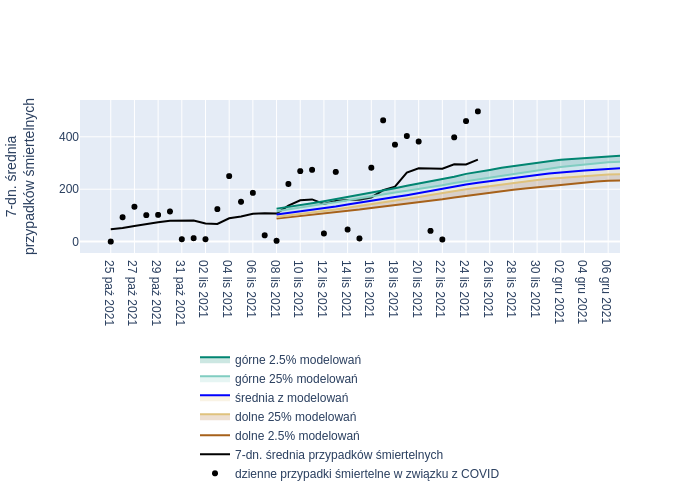 7-dn. średnia
przypadków śmiertelnych
400
200
0
25 paź 2021
27 paź 2021
29 paź 2021
31 paź 2021
02 lis 2021
04 lis 2021
06 lis 2021
08 lis 2021
10 lis 2021
12 lis 2021
14 lis 2021
16 lis 2021
18 lis 2021
20 lis 2021
22 lis 2021
24 lis 2021
26 lis 2021
28 lis 2021
30 lis 2021
02 gru 2021
04 gru 2021
06 gru 2021
górne 2.5% modelowań
górne 25% modelowań
średnia z modelowań
dolne 25% modelowań
dolne 2.5% modelowań
7-dn. średnia przypadków śmiertelnych
dzienne przypadki śmiertelne w związku z COVID